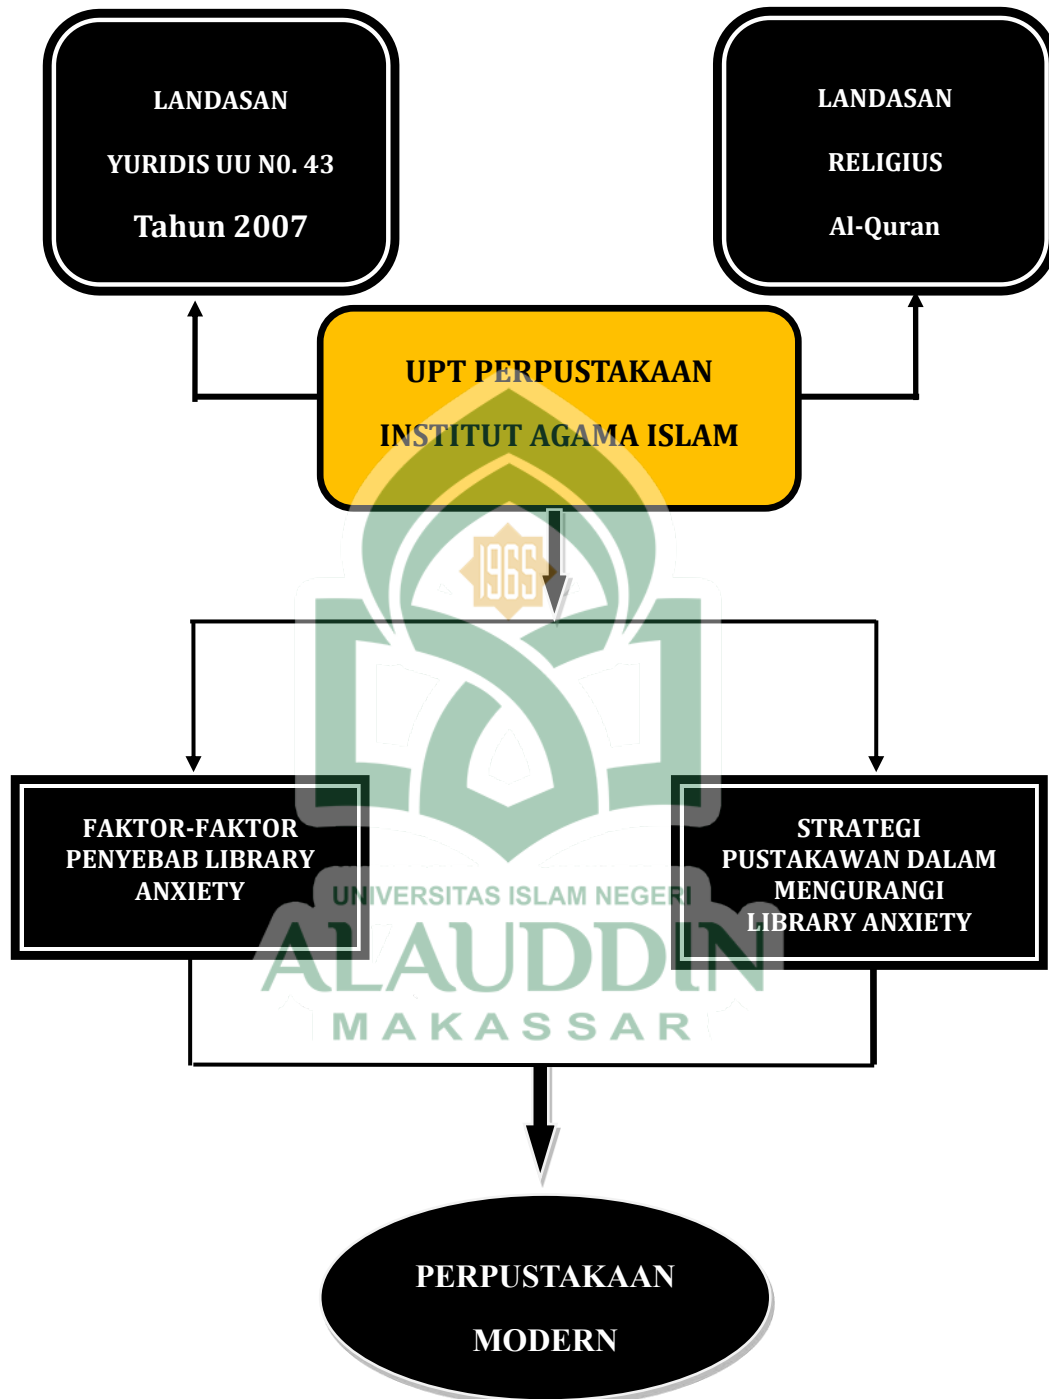 LANDASAN
YURIDIS UU N0. 43
Tahun 2007
LANDASAN
RELIGIUS
Al-Quran
UPT PERPUSTAKAAN
INSTITUT AGAMA ISLAM
1965
FAKTOR-FAKTOR
PENYEBAB LIBRARY
ANXIETY
STRATEGI
PUSTAKAWAN DALAM
MENGURANGI
LIBRARY ANXIETY
UNIVERSITAS ISLAM NEGERI
ALAUDDIN
MAKASSAR
PERPUSTAKAAN
MODERN